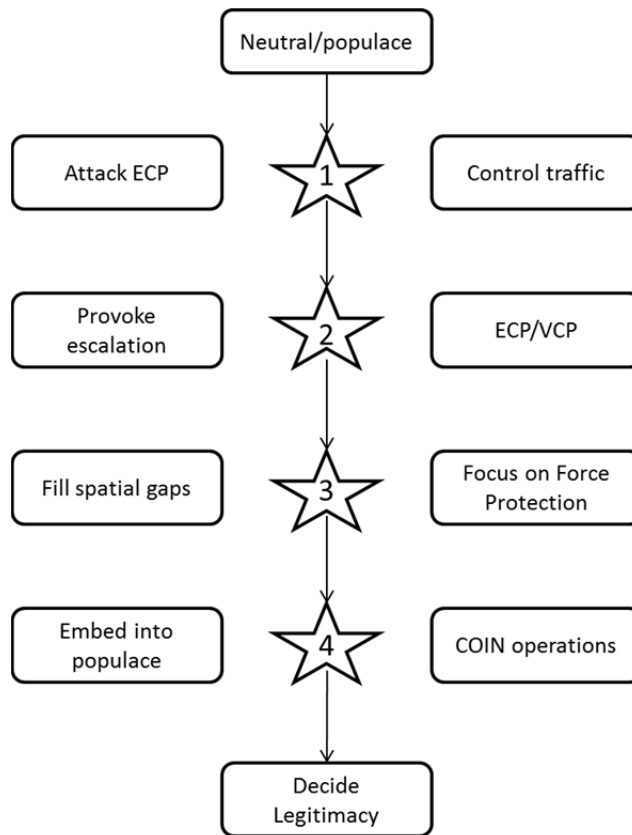 Neutral/populace
Attack ECP
1
Control traffic
Provoke
escalation
2
ECP/VCP
Fill spatial gaps
3
Focus on Force
Protection
Embed into
populace
4
COIN operations
Decide
Legitimacy